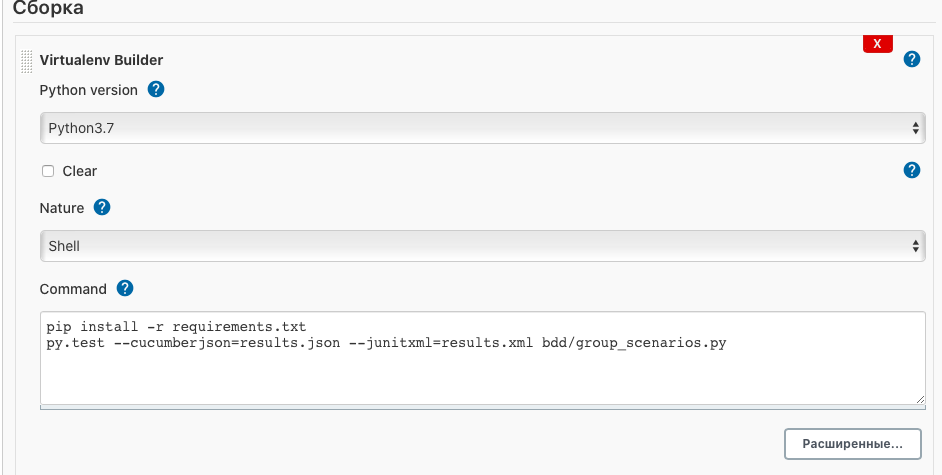 Сборка
X
Virtualenv Builder
?
Python version ?
Python3.7
Clear
?
Nature ?
Shell
Command ?
pip install -r requirements.txt
py.test --cucumberjson=results.json --junitxml=results.xml bdd/group_scenarios.py
Расширенные...